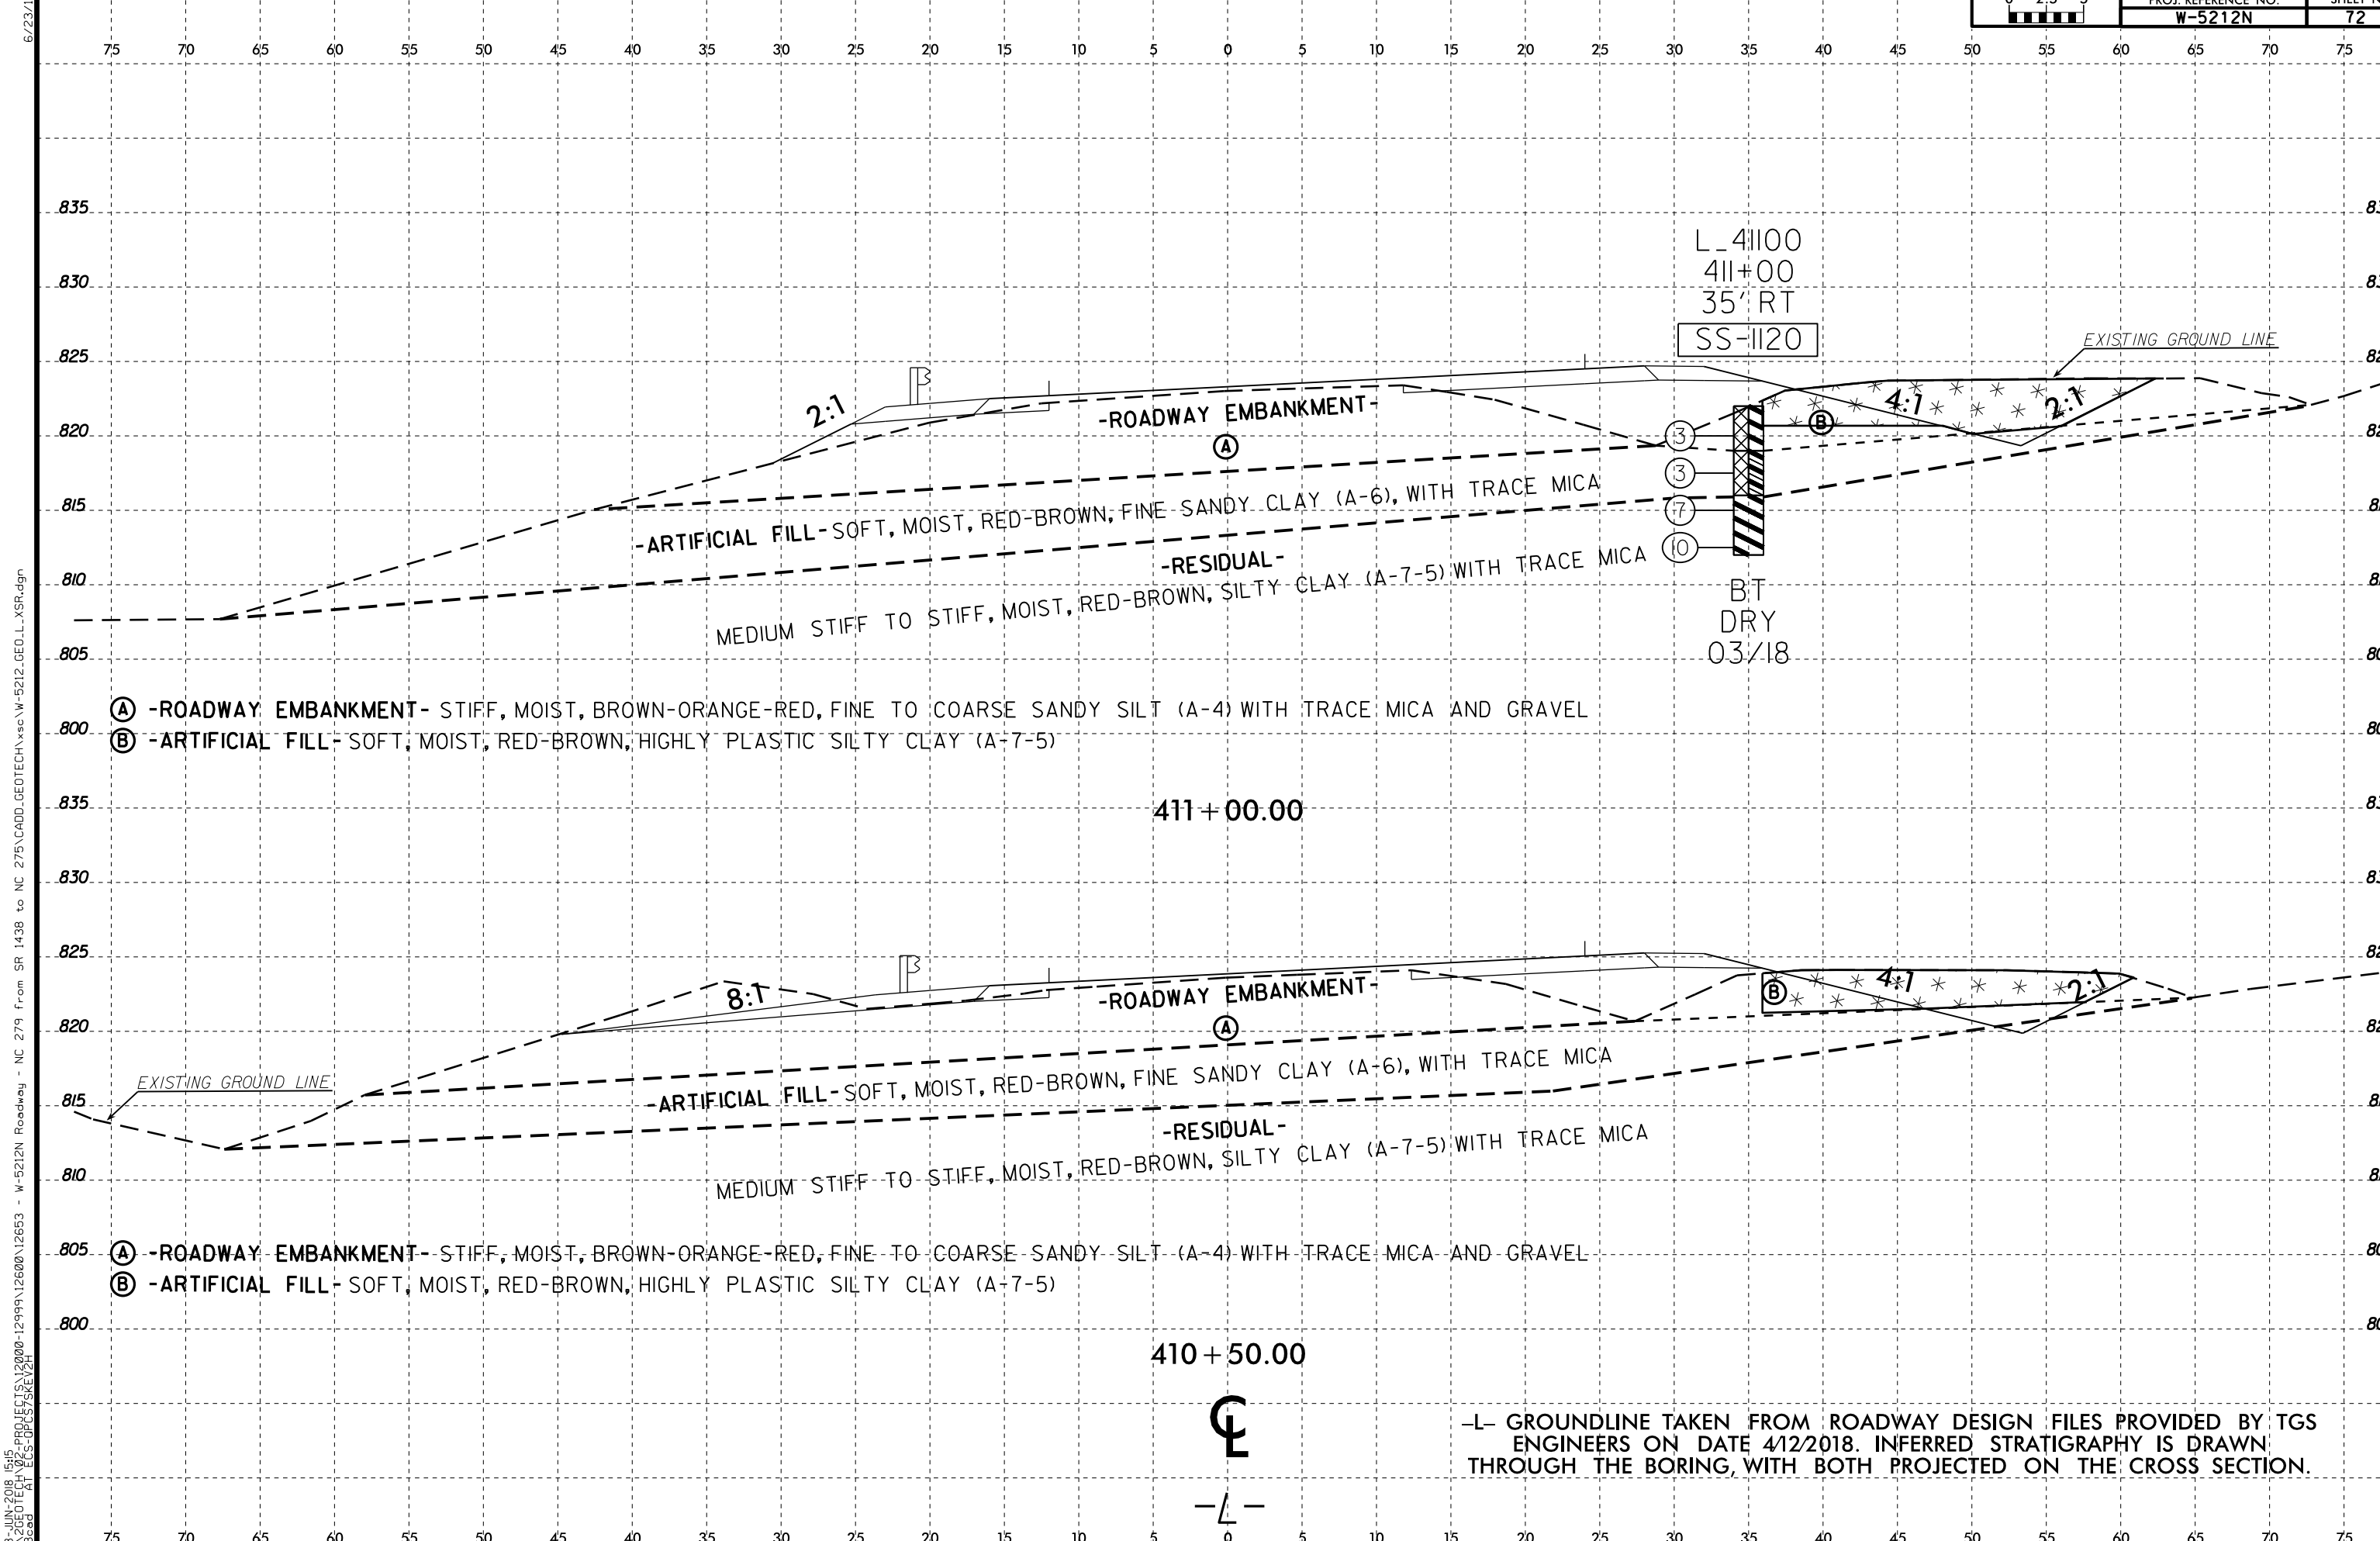 PROJ. REFERENCE NO.
W-5212N 72
75 70 65 60 55 50 45 40 35 30 25 20 15 10 5 0 5 10 15 20 25 30 35 40 45 50 55 60 65 70 75
835
830
825
820
815
810
805
800
L_41100
411+00
35' RT
SS-1120
EXISTING GROUND LINE
2:1
4:1
2:1
-ROADWAY EMBANKMENT-
A
B
3
3
7
10
-ARTIFICIAL FILL- SOFT, MOIST, RED-BROWN, FINE SANDY CLAY (A-6), WITH TRACE MICA
-RESIDUAL-
MEDIUM STIFF TO STIFF, MOIST, RED-BROWN, SILTY CLAY (A-7-5) WITH TRACE MICA
BT
DRY
03/18
A -ROADWAY EMBANKMENT- STIFF, MOIST, BROWN-ORANGE-RED, FINE TO COARSE SANDY SILT (A-4) WITH TRACE MICA AND GRAVEL
B -ARTIFICIAL FILL- SOFT, MOIST, RED-BROWN, HIGHLY PLASTIC SILTY CLAY (A-7-5)
411+00.00
835
830
825
820
815
810
805
800
8:1
4:1
2:1
-ROADWAY EMBANKMENT-
A
B
EXISTING GROUND LINE
-ARTIFICIAL FILL- SOFT, MOIST, RED-BROWN, FINE SANDY CLAY (A-6), WITH TRACE MICA
-RESIDUAL-
MEDIUM STIFF TO STIFF, MOIST, RED-BROWN, SILTY CLAY (A-7-5) WITH TRACE MICA
A -ROADWAY EMBANKMENT- STIFF, MOIST, BROWN-ORANGE-RED, FINE TO COARSE SANDY SILT (A-4) WITH TRACE MICA AND GRAVEL
B -ARTIFICIAL FILL- SOFT, MOIST, RED-BROWN, HIGHLY PLASTIC SILTY CLAY (A-7-5)
410+50.00
CL
-L-
-L- GROUNDLINE TAKEN FROM ROADWAY DESIGN FILES PROVIDED BY TGS
ENGINEERS ON DATE 4/12/2018. INFERRED STRATIGRAPHY IS DRAWN
THROUGH THE BORING, WITH BOTH PROJECTED ON THE CROSS SECTION.
75 70 65 60 55 50 45 40 35 30 25 20 15 10 5 0 5 10 15 20 25 30 35 40 45 50 55 60 65 70 75